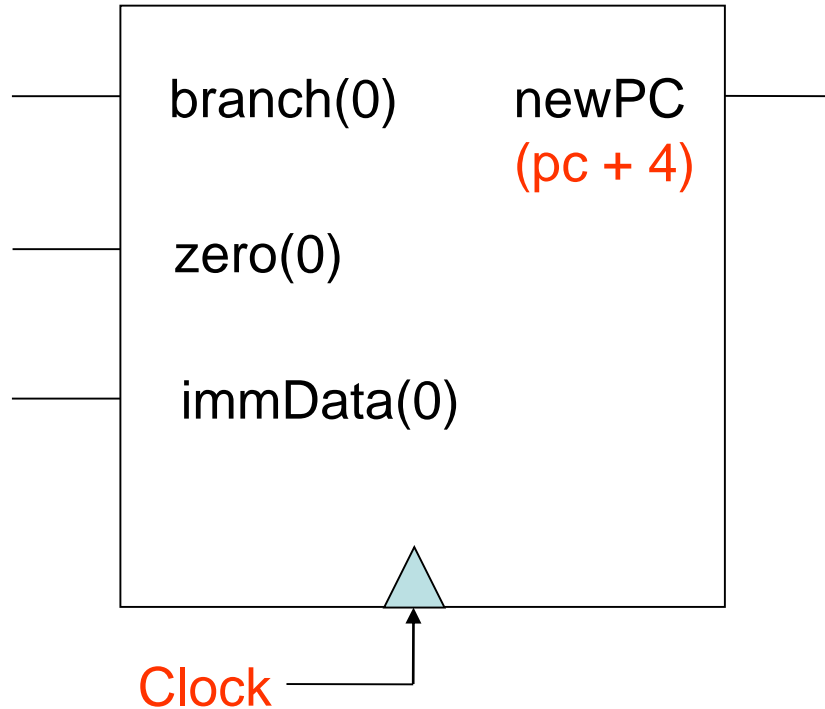 branch(0) newPC
(pc + 4)
zero(0)
immData(0)
Clock